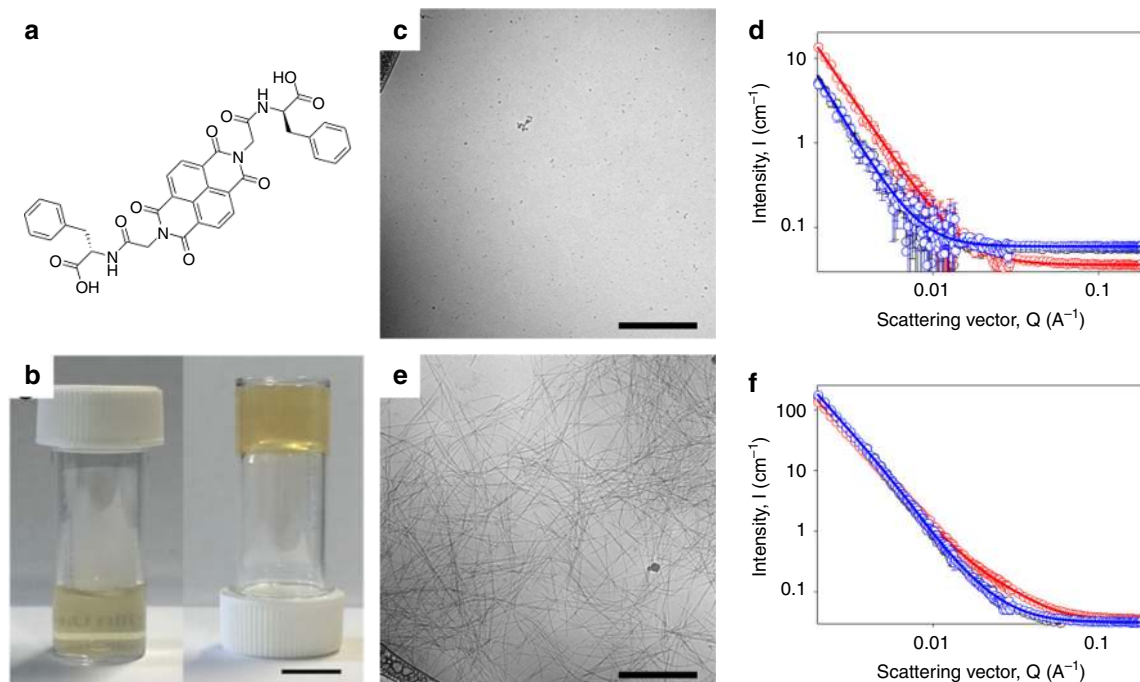 a
OH
O
H
N
O
O
N
O
O
O
N
O
O
N
H
O
O
OH
b
c
d
10
1
0.1
Intensity, I (cm⁻¹)
0.01
0.1
Scattering vector, Q (A⁻¹)
e
f
100
10
1
0.1
Intensity, I (cm⁻¹)
0.01
0.1
Scattering vector, Q (A⁻¹)